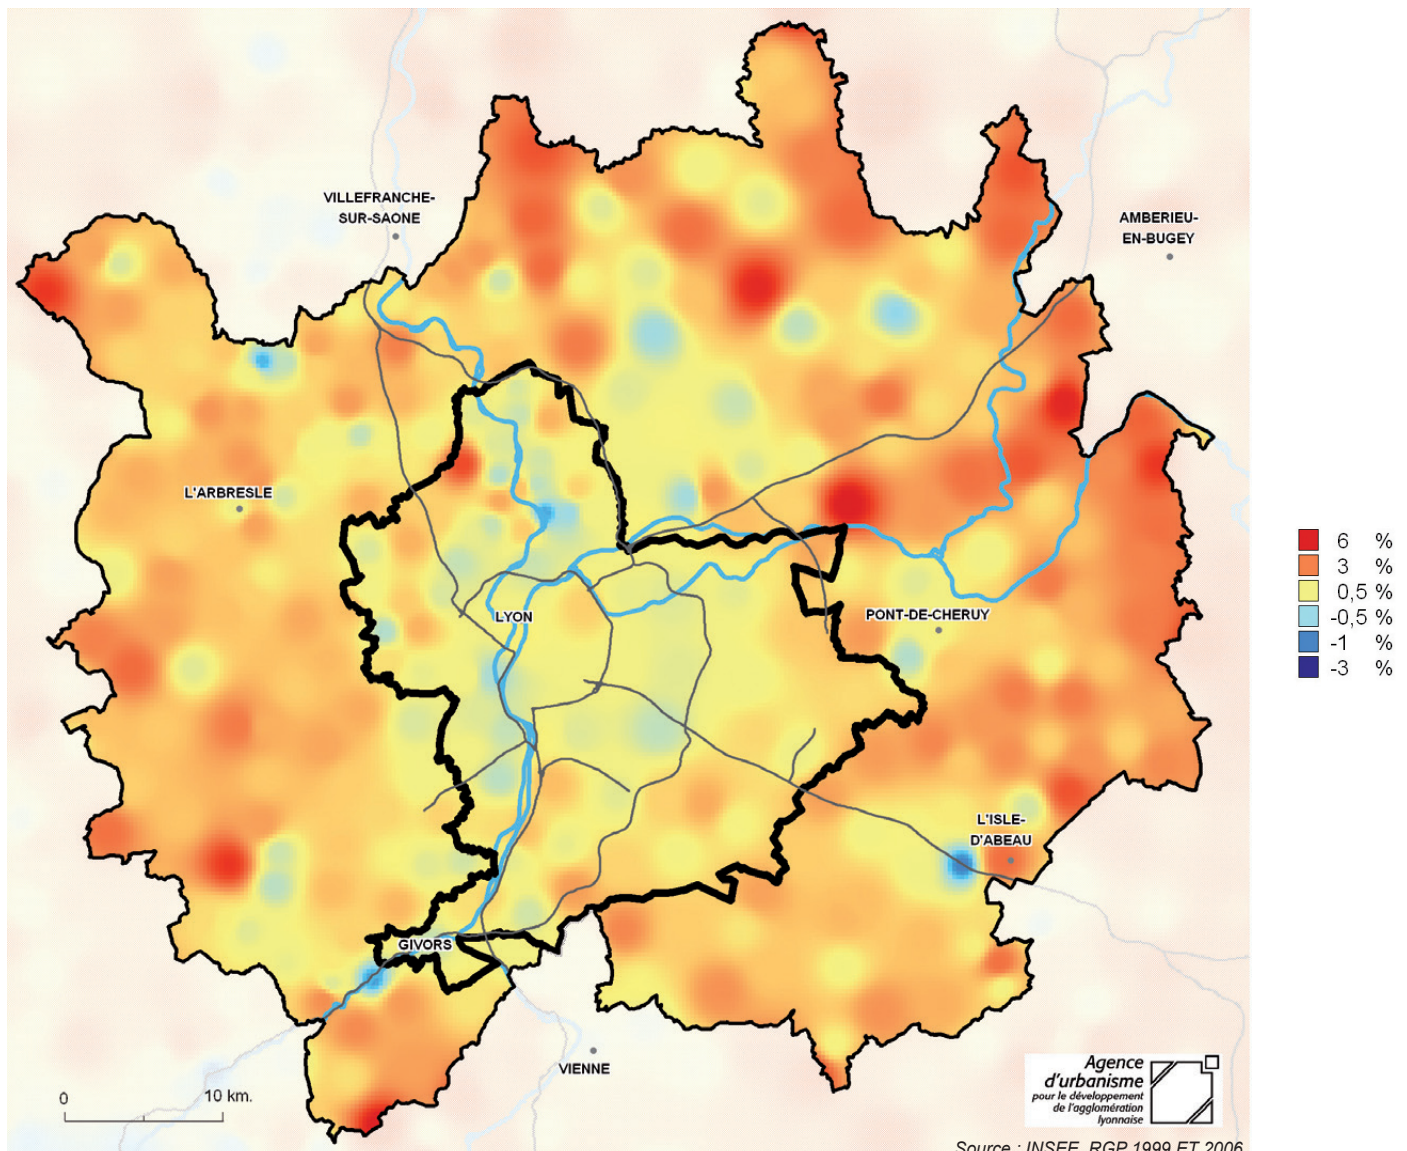 VILLEFRANCHE-
SUR-SAONE
AMBERIEU-
EN-BUGEY
L'ARBRESLE
LYON
PONT-DE-CHERUY
L'ISLE-
D'ABEAU
GIVORS
VIENNE
6 %
3 %
0,5 %
-0,5 %
-1 %
-3 %
0 10 km.
Agence
d'urbanisme
pour le développement
de l'agglomération
lyonnaise
Source : INSEE, RGP 1999 ET 2006